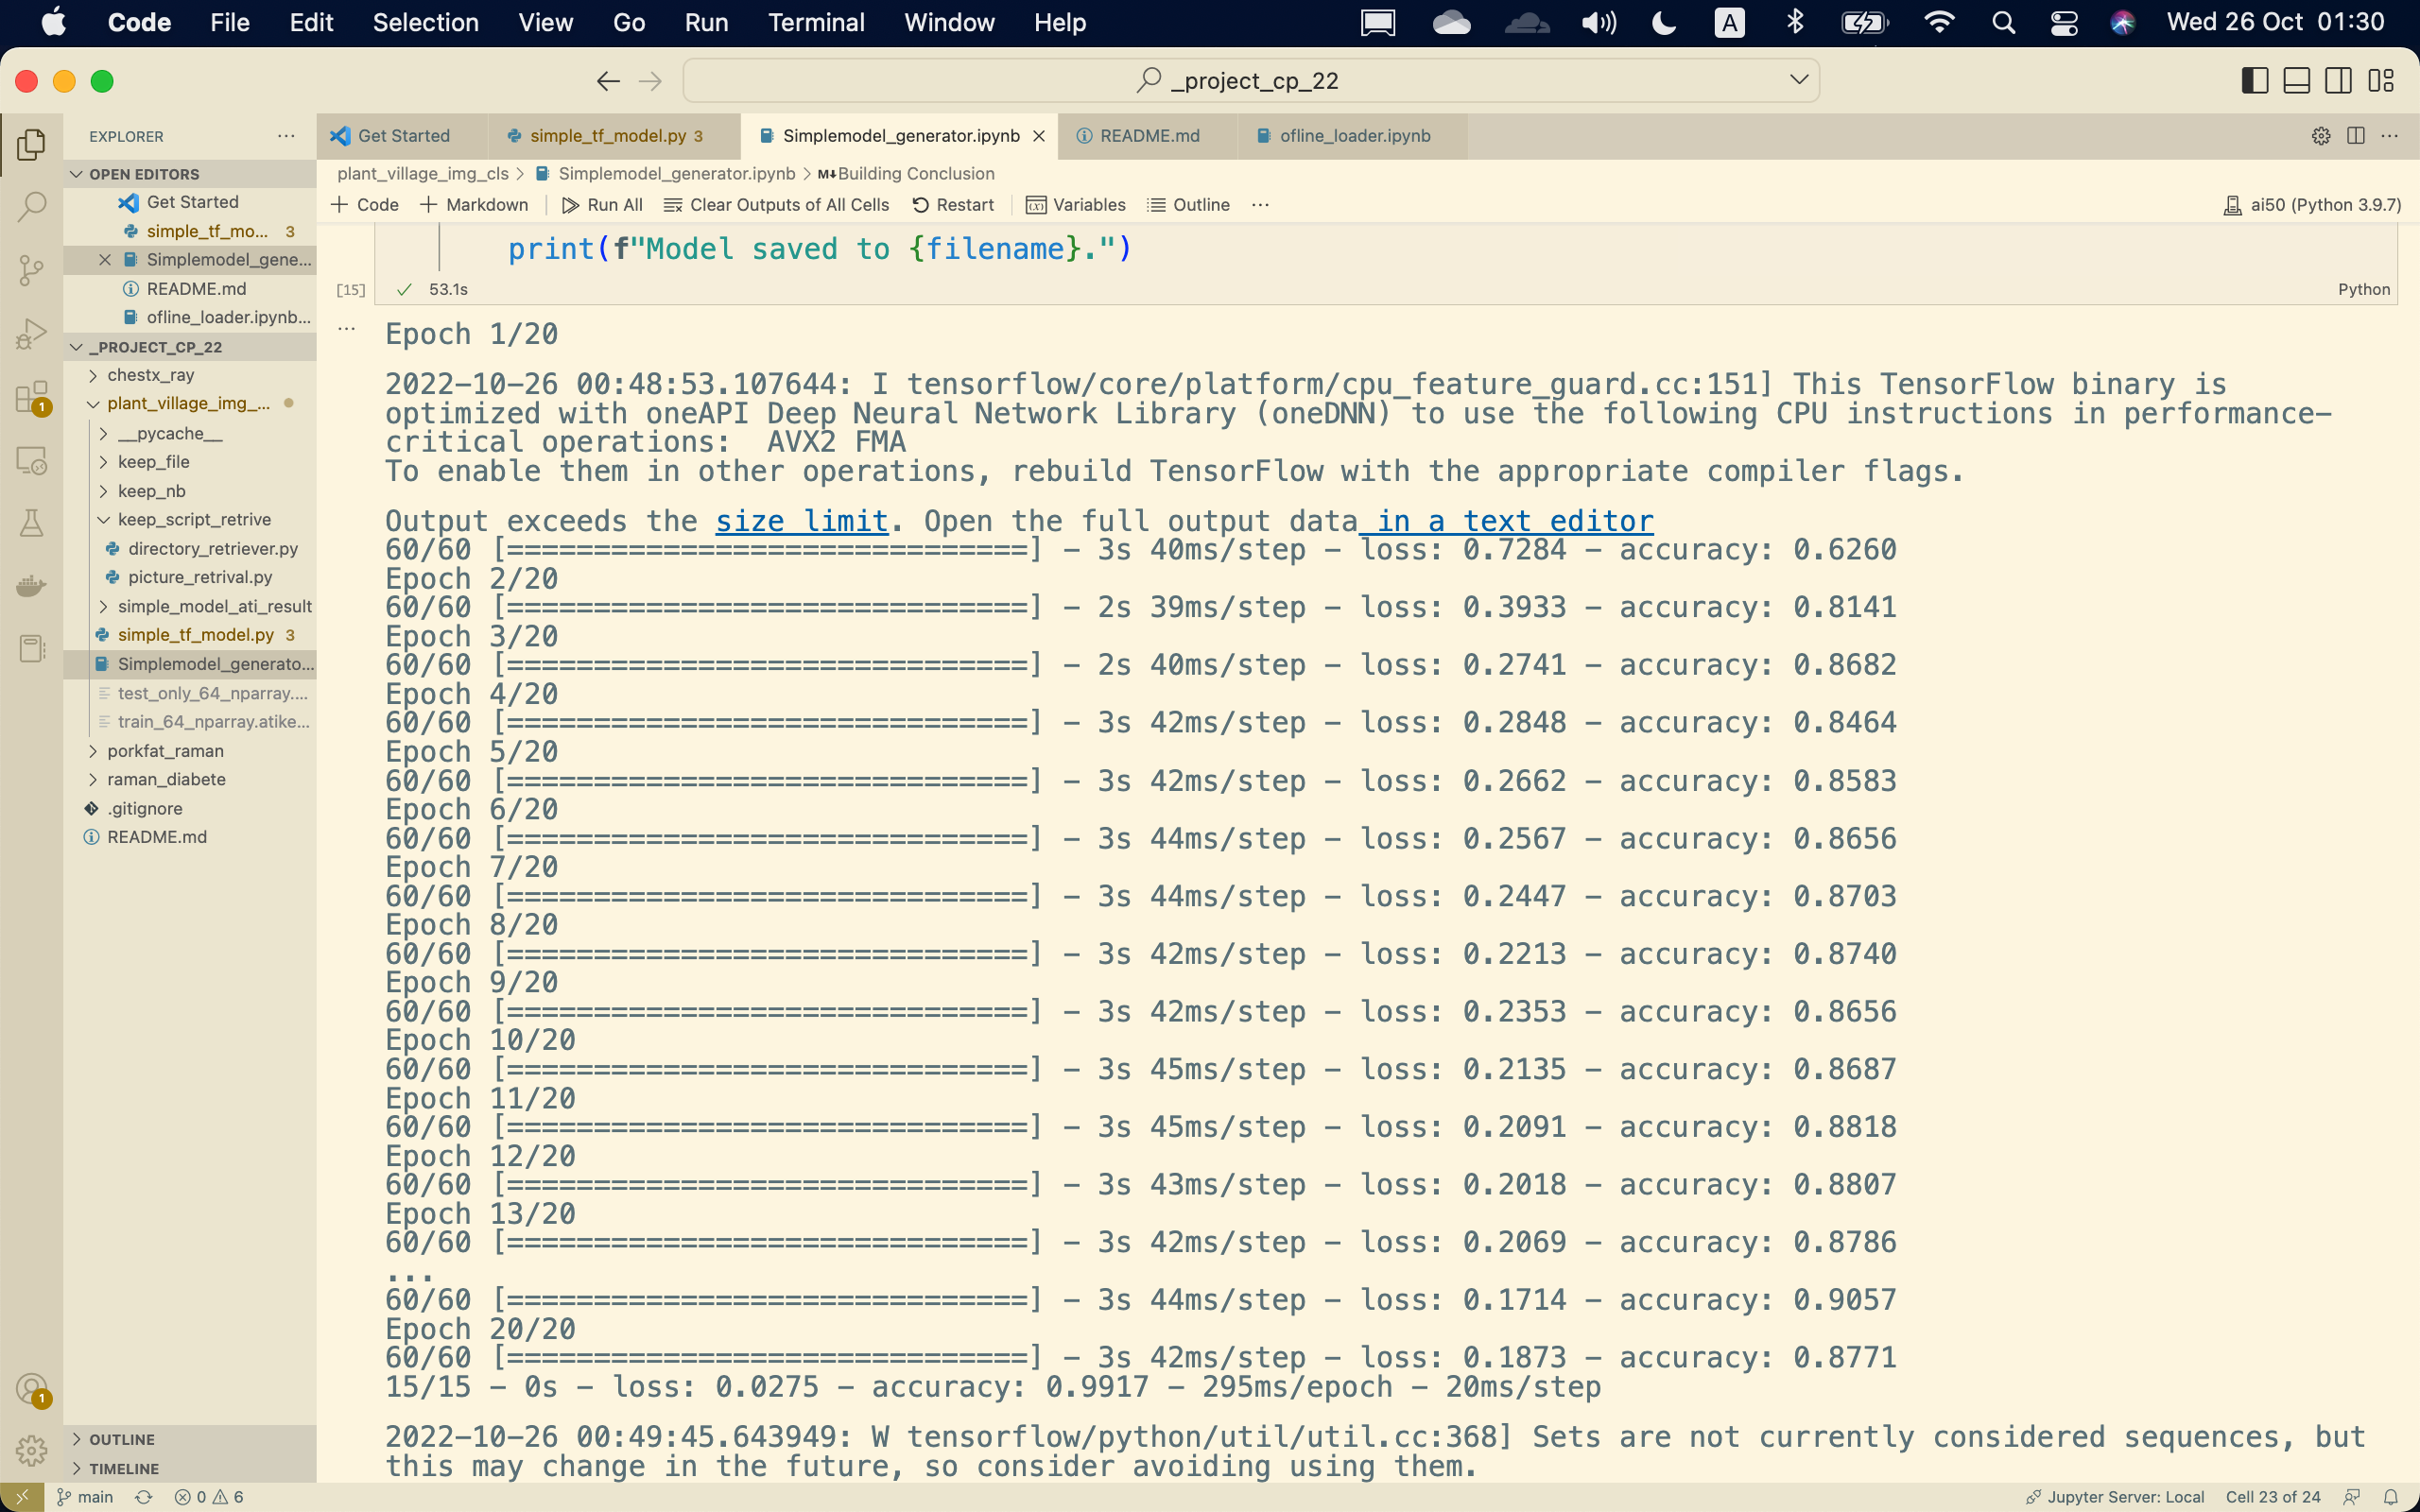 Code File Edit Selection View Go Run Terminal Window Help A Wed 26 Oct 01:30
_project_cp_22
EXPLORER
Get Started simple_tf_model.py 3 Simplemodel_generator.ipynb README.md ofline_loader.ipynb
OPEN EDITORS
Get Started
simple_tf_mo... 3
Simplemodel_gene...
README.md
ofline_loader.ipynb...
_PROJECT_CP_22
chestx_ray
plant_village_img_...
__pycache__
keep_file
keep_nb
keep_script_retrive
directory_retriever.py
picture_retrival.py
simple_model_ati_result
simple_tf_model.py 3
Simplemodel_generato...
test_only_64_nparray....
train_64_nparray.atike...
porkfat_raman
raman_diabete
.gitignore
README.md
OUTLINE
TIMELINE
plant_village_img_cls > Simplemodel_generator.ipynb > M↓Building Conclusion
+ Code + Markdown Run All Clear Outputs of All Cells Restart Variables Outline ... ai50 (Python 3.9.7)
print(f"Model saved to {filename}.")
[15] ✓ 53.1s Python
... Epoch 1/20
2022-10-26 00:48:53.107644: I tensorflow/core/platform/cpu_feature_guard.cc:151] This TensorFlow binary is
optimized with oneAPI Deep Neural Network Library (oneDNN) to use the following CPU instructions in performance-
critical operations:  AVX2 FMA
To enable them in other operations, rebuild TensorFlow with the appropriate compiler flags.
Output exceeds the size limit. Open the full output data in a text editor
60/60 [==============================] - 3s 40ms/step - loss: 0.7284 - accuracy: 0.6260
Epoch 2/20
60/60 [==============================] - 2s 39ms/step - loss: 0.3933 - accuracy: 0.8141
Epoch 3/20
60/60 [==============================] - 2s 40ms/step - loss: 0.2741 - accuracy: 0.8682
Epoch 4/20
60/60 [==============================] - 3s 42ms/step - loss: 0.2848 - accuracy: 0.8464
Epoch 5/20
60/60 [==============================] - 3s 42ms/step - loss: 0.2662 - accuracy: 0.8583
Epoch 6/20
60/60 [==============================] - 3s 44ms/step - loss: 0.2567 - accuracy: 0.8656
Epoch 7/20
60/60 [==============================] - 3s 44ms/step - loss: 0.2447 - accuracy: 0.8703
Epoch 8/20
60/60 [==============================] - 3s 42ms/step - loss: 0.2213 - accuracy: 0.8740
Epoch 9/20
60/60 [==============================] - 3s 42ms/step - loss: 0.2353 - accuracy: 0.8656
Epoch 10/20
60/60 [==============================] - 3s 45ms/step - loss: 0.2135 - accuracy: 0.8687
Epoch 11/20
60/60 [==============================] - 3s 45ms/step - loss: 0.2091 - accuracy: 0.8818
Epoch 12/20
60/60 [==============================] - 3s 43ms/step - loss: 0.2018 - accuracy: 0.8807
Epoch 13/20
60/60 [==============================] - 3s 42ms/step - loss: 0.2069 - accuracy: 0.8786
...
60/60 [==============================] - 3s 44ms/step - loss: 0.1714 - accuracy: 0.9057
Epoch 20/20
60/60 [==============================] - 3s 42ms/step - loss: 0.1873 - accuracy: 0.8771
15/15 - 0s - loss: 0.0275 - accuracy: 0.9917 - 295ms/epoch - 20ms/step
2022-10-26 00:49:45.643949: W tensorflow/python/util/util.cc:368] Sets are not currently considered sequences, but
this may change in the future, so consider avoiding using them.
1
1
main 0 6 Jupyter Server: Local Cell 23 of 24